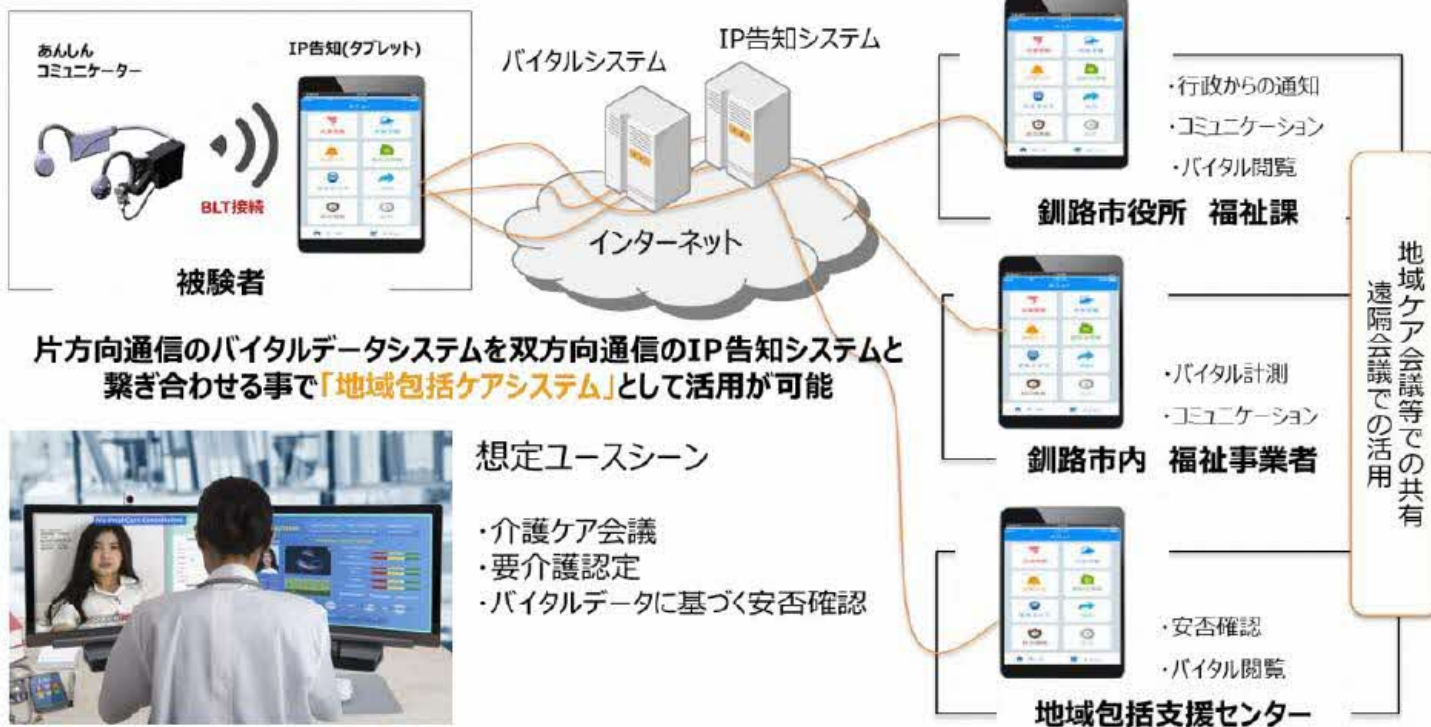 あんしん
コミュニケーター
IP告知(タブレット)
BLT接続
被験者
バイタルシステム
IP告知システム
インターネット
・行政からの通知
・コミュニケーション
・バイタル閲覧
釧路市役所 福祉課
・バイタル計測
・コミュニケーション
釧路市内 福祉事業者
・安否確認
・バイタル閲覧
地域包括支援センター
地域ケア会議等での共有
遠隔会議での活用
片方向通信のバイタルデータシステムを双方向通信のIP告知システムと
繋ぎ合わせる事で「地域包括ケアシステム」として活用が可能
想定ユースシーン
・介護ケア会議
・要介護認定
・バイタルデータに基づく安否確認